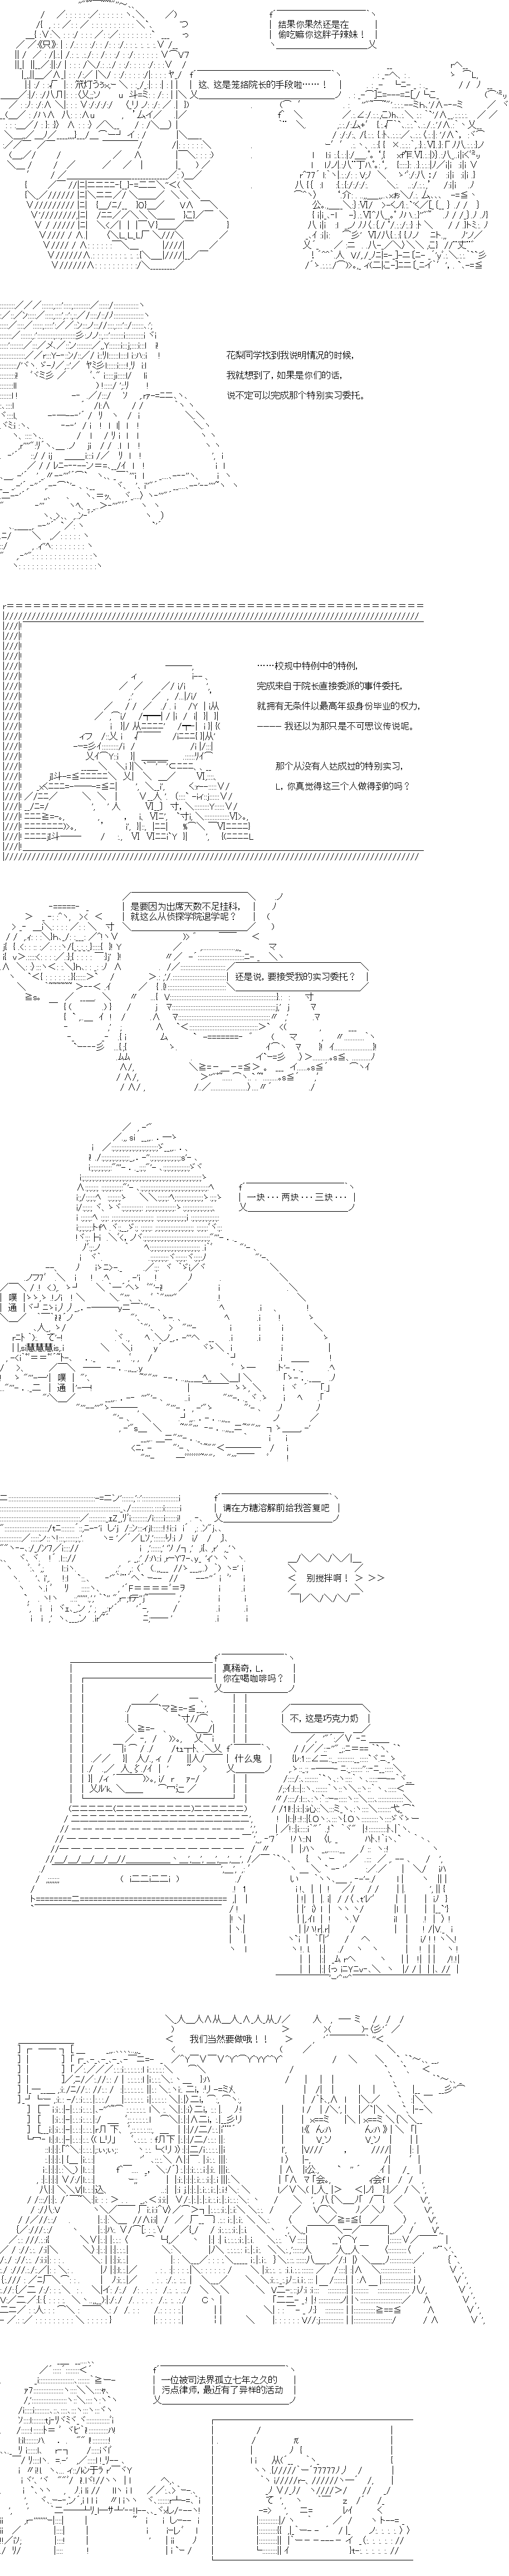 结果你果然还是在
偷吃嘛你这胖子辣妹！
这、这是笼络院长的手段啦……！
花梨同学找到我说明情况的时候，
我就想到了，如果是你们的话，
说不定可以完成那个特别实习委托。
……校规中特例中的特例，
完成来自于院长直接委派的事件委托，
就拥有无条件以最高年级身份毕业的权力，
———— 我还以为那只是不可思议传说呢。
那个从没有人达成过的特别实习，
L，你真觉得这三个人做得到的吗？
是要因为出席天数不足挂科，
就这么从侦探学院退学呢？
还是说，要接受我的实习委托？
一块・・・两块・・・三块・・・
噗
通
噗
通
请在方糖溶解前给我答复吧
别搅拌啊！
真稀奇，L，
你在喝咖啡吗？
不，这是巧克力奶
什么鬼
我们当然要做哦！！
一位被司法界孤立七年之久的
污点律师，最近有了异样的活动